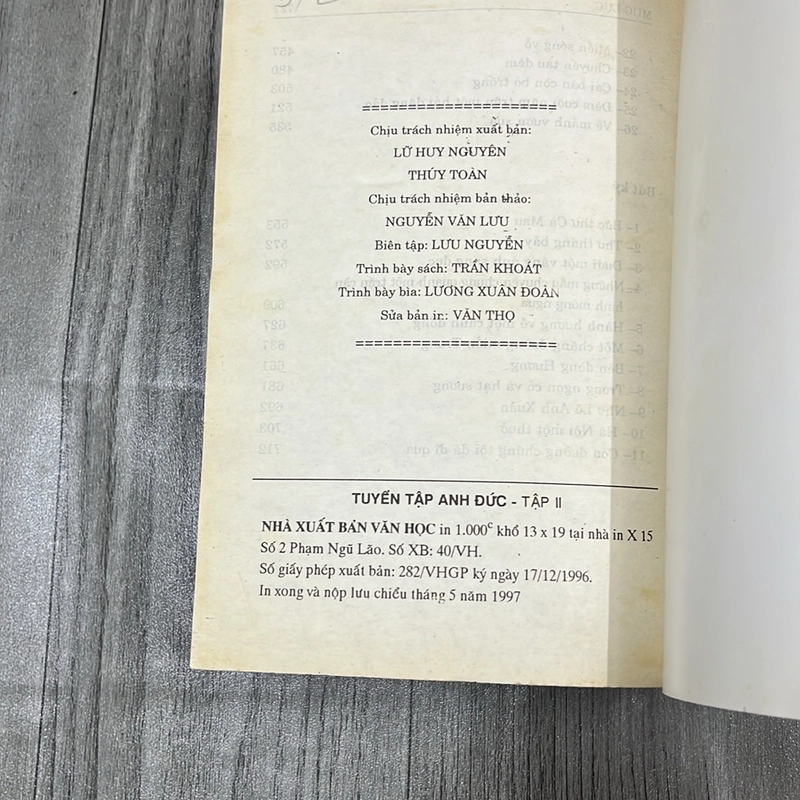 ====================
Chịu trách nhiệm xuất bản:
LỮ HUY NGUYÊN
THÚY TOÀN
Chịu trách nhiệm bản thảo:
NGUYỄN VĂN LƯU
Biên tập: LƯU NGUYỄN
Trình bày sách: TRẦN KHOÁT
Trình bày bìa: LƯƠNG XUÂN ĐOÀN
Sửa bản in: VĂN THỌ
====================
TUYỂN TẬP ANH ĐỨC - TẬP II
NHÀ XUẤT BẢN VĂN HỌC in 1.000c khổ 13 x 19 tại nhà in X 15
Số 2 Phạm Ngũ Lão. Số XB: 40/VH.
Số giấy phép xuất bản: 282/VHGP ký ngày 17/12/1996.
In xong và nộp lưu chiểu tháng 5 năm 1997